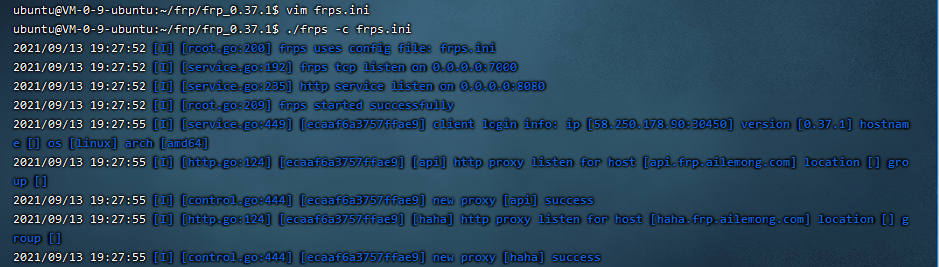 ubuntu@VM-0-9-ubuntu:~/frp/frp_0.37.1$ vim frps.ini
ubuntu@VM-0-9-ubuntu:~/frp/frp_0.37.1$ ./frps -c frps.ini
2021/09/13 19:27:52 [I] [root.go:200] frps uses config file: frps.ini
2021/09/13 19:27:52 [I] [service.go:192] frps tcp listen on 0.0.0.0:7000
2021/09/13 19:27:52 [I] [service.go:235] http service listen on 0.0.0.0:8080
2021/09/13 19:27:52 [I] [root.go:209] frps started successfully
2021/09/13 19:27:55 [I] [service.go:449] [ecaaf6a3757ffae9] client login info: ip [58.250.178.90:30450] version [0.37.1] hostnam
e [] os [linux] arch [amd64]
2021/09/13 19:27:55 [I] [http.go:124] [ecaaf6a3757ffae9] [api] http proxy listen for host [api.frp.ailemong.com] location [] gro
up []
2021/09/13 19:27:55 [I] [control.go:444] [ecaaf6a3757ffae9] new proxy [api] success
2021/09/13 19:27:55 [I] [http.go:124] [ecaaf6a3757ffae9] [haha] http proxy listen for host [haha.frp.ailemong.com] location [] g
roup []
2021/09/13 19:27:55 [I] [control.go:444] [ecaaf6a3757ffae9] new proxy [haha] success